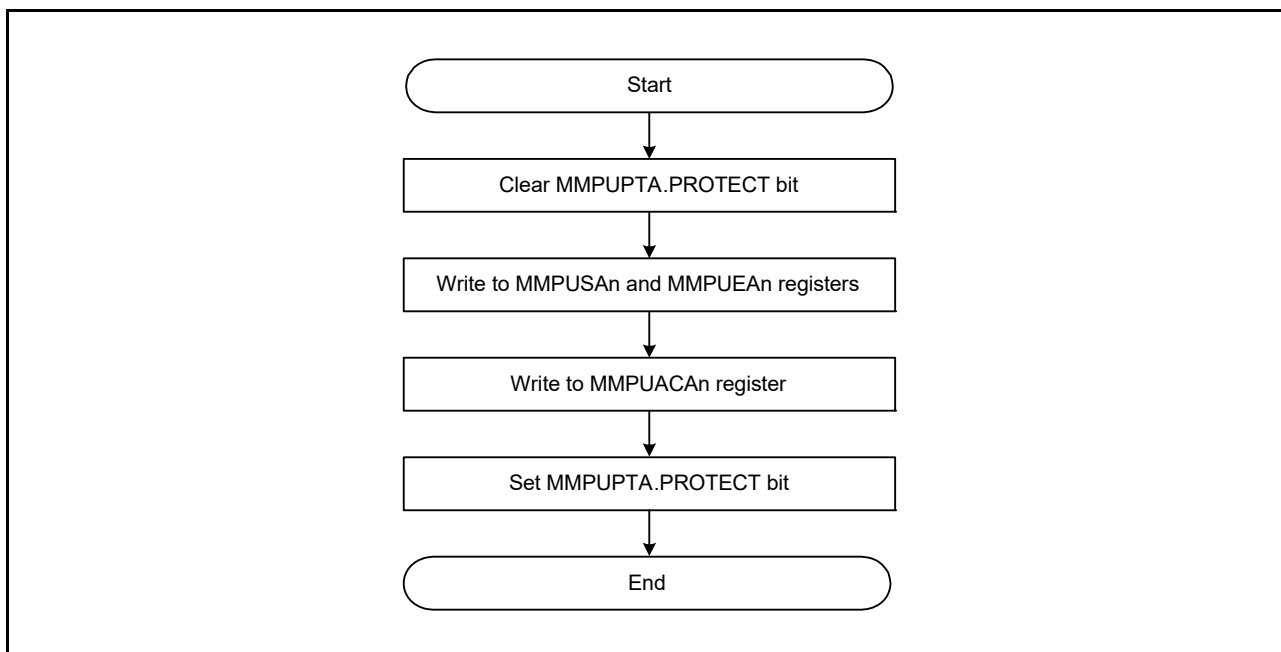 Start
Clear MMPUPTA.PROTECT bit
Write to MMPUSAn and MMPUEAn registers
Write to MMPUACAn register
Set MMPUPTA.PROTECT bit
End